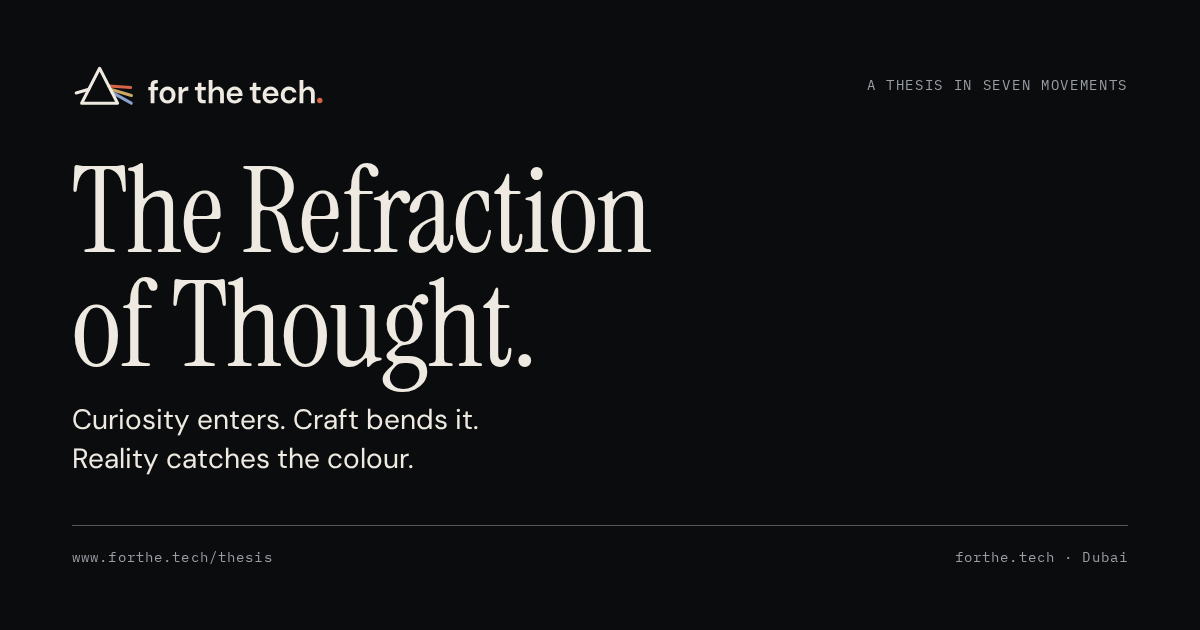 for the tech.
A THESIS IN SEVEN MOVEMENTS
The Refraction
of Thought.
Curiosity enters. Craft bends it.
Reality catches the colour.
www.forthe.tech/thesis
forthe.tech · Dubai